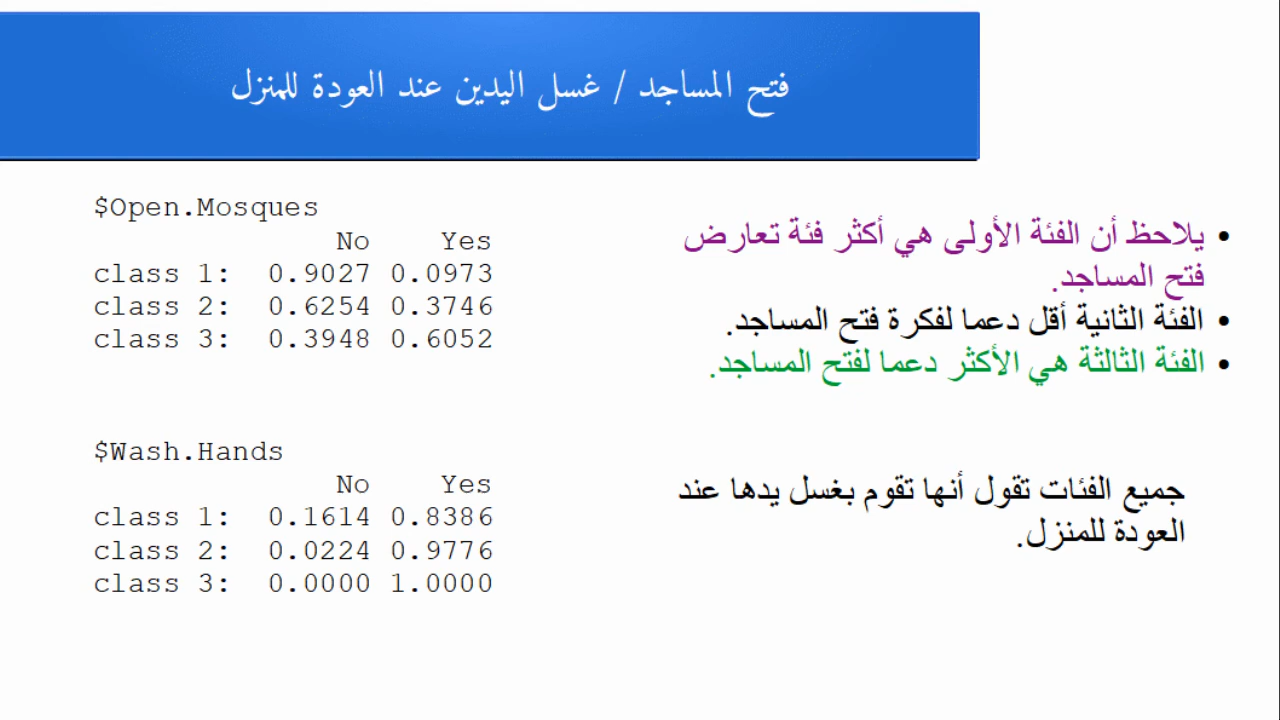 فتح المساجد / غسل اليدين عند العودة للمنزل
$Open.Mosques
No Yes
class 1: 0.9027 0.0973
class 2: 0.6254 0.3746
class 3: 0.3948 0.6052
• يلاحظ أن الفئة الأولى هي أكثر فئة تعارض
فتح المساجد.
• الفئة الثانية أقل دعما لفكرة فتح المساجد.
• الفئة الثالثة هي الأكثر دعما لفتح المساجد.
$Wash.Hands
No Yes
class 1: 0.1614 0.8386
class 2: 0.0224 0.9776
class 3: 0.0000 1.0000
جميع الفئات تقول أنها تقوم بغسل يدها عند
العودة للمنزل.